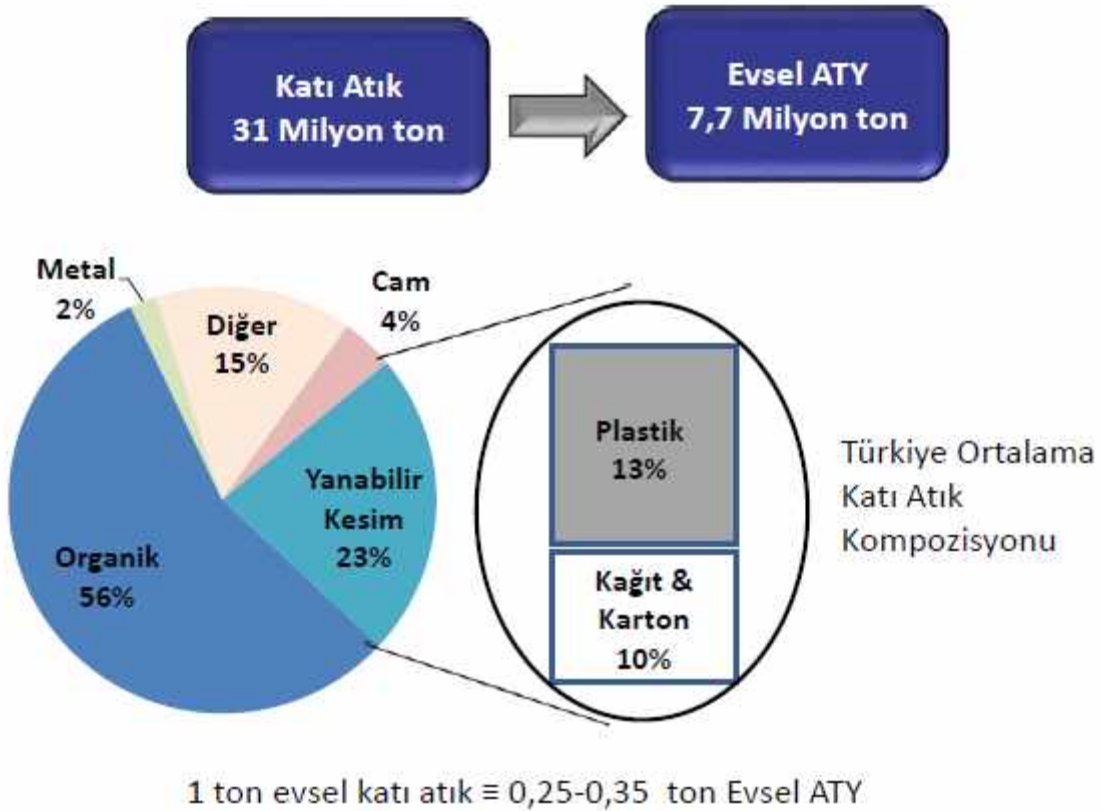 Katı Atık
31 Milyon ton
Evsel ATY
7,7 Milyon ton
Metal
2%
Diğer
15%
Cam
4%
Yanabilir
Kesim
23%
Organik
56%
Plastik
13%
Kağıt &
Karton
10%
Türkiye Ortalama
Katı Atık
Kompozisyonu
1 ton evsel katı atık ≡ 0,25-0,35 ton Evsel ATY